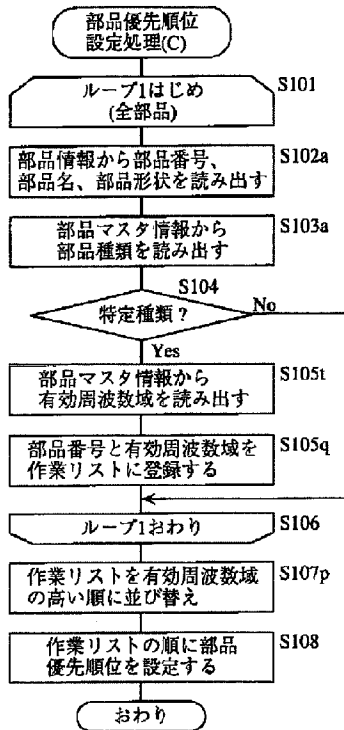 部品優先順位
設定処理(C)
ループ1はじめ
(全部品)
S101
部品情報から部品番号、
部品名、部品形状を読み出す
S102a
部品マスタ情報から
部品種類を読み出す
S103a
S104
特定種類？
No
Yes
部品マスタ情報から
有効周波数域を読み出す
S105t
部品番号と有効周波数域を
作業リストに登録する
S105q
ループ1おわり
S106
作業リストを有効周波数域
の高い順に並び替え
S107p
作業リストの順に部品
優先順位を設定する
S108
おわり